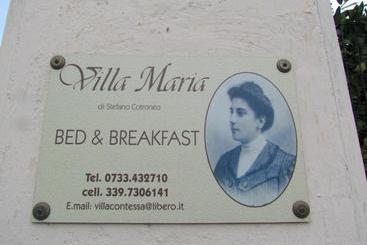 Villa Maria
di Stefano Cotroneo
BED & BREAKFAST
Tel. 0733.432710
cell. 339.7306141
E.mail: villacontessa@libero.it